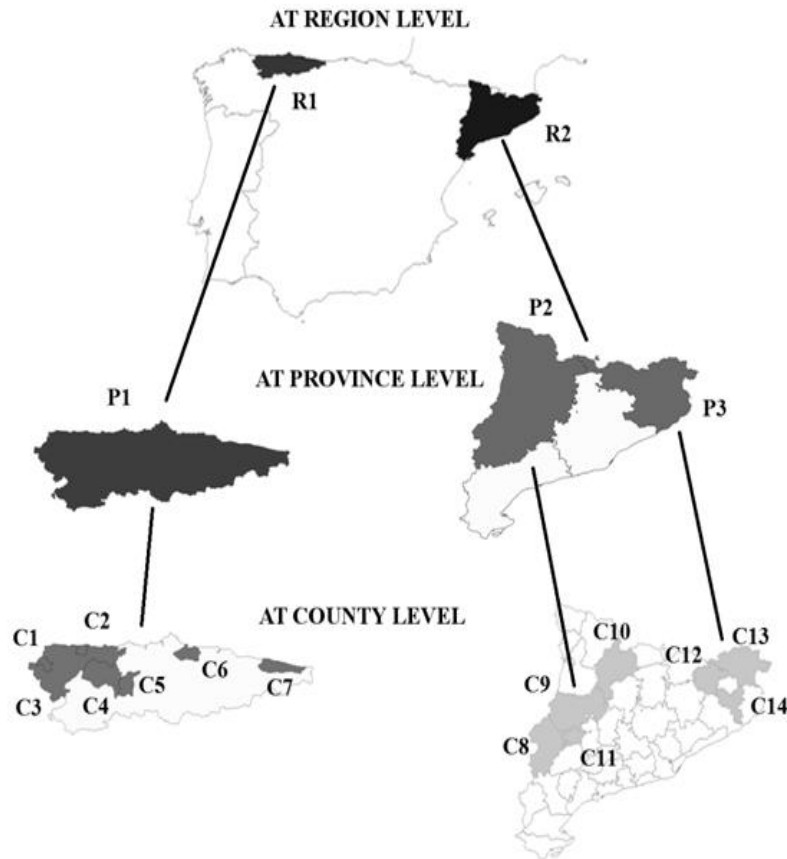 AT REGION LEVEL
R1
R2
P2
AT PROVINCE LEVEL
P1
P3
AT COUNTY LEVEL
C1
C2
C3
C4
C5
C6
C7
C10
C12
C13
C9
C14
C8
C11